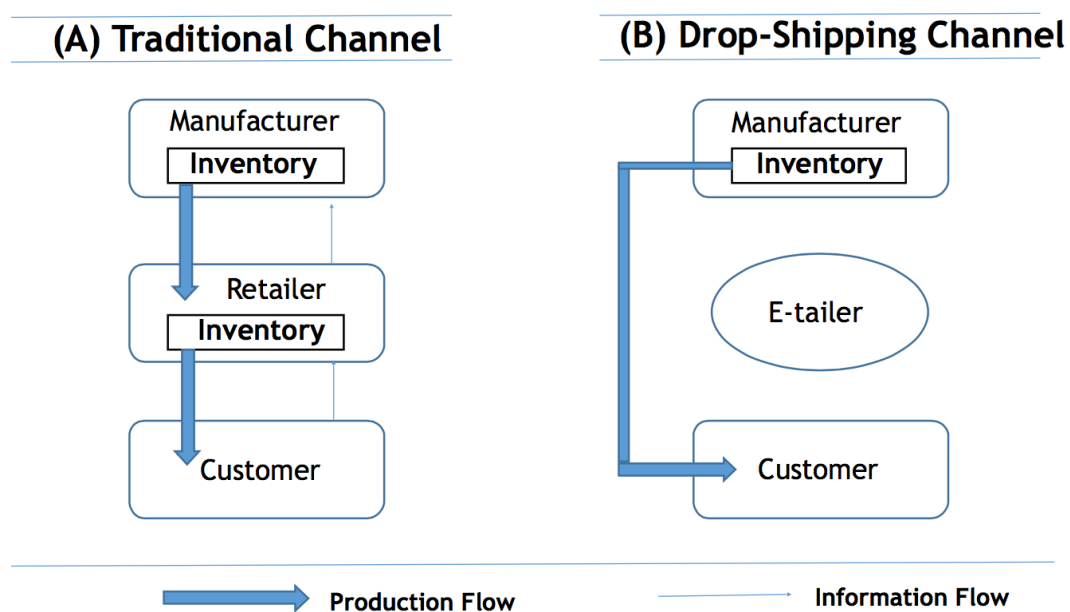 (A) Traditional Channel
(B) Drop-Shipping Channel
Manufacturer
Inventory
Retailer
Inventory
Customer
Manufacturer
Inventory
E-tailer
Customer
Production Flow
Information Flow